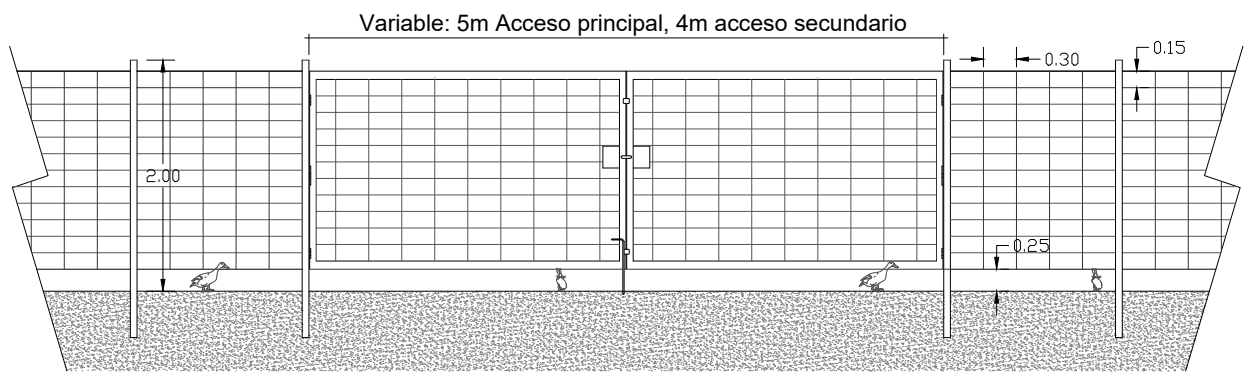 Variable: 5m Acceso principal, 4m acceso secundario
0.15
0.30
2.00
0.25